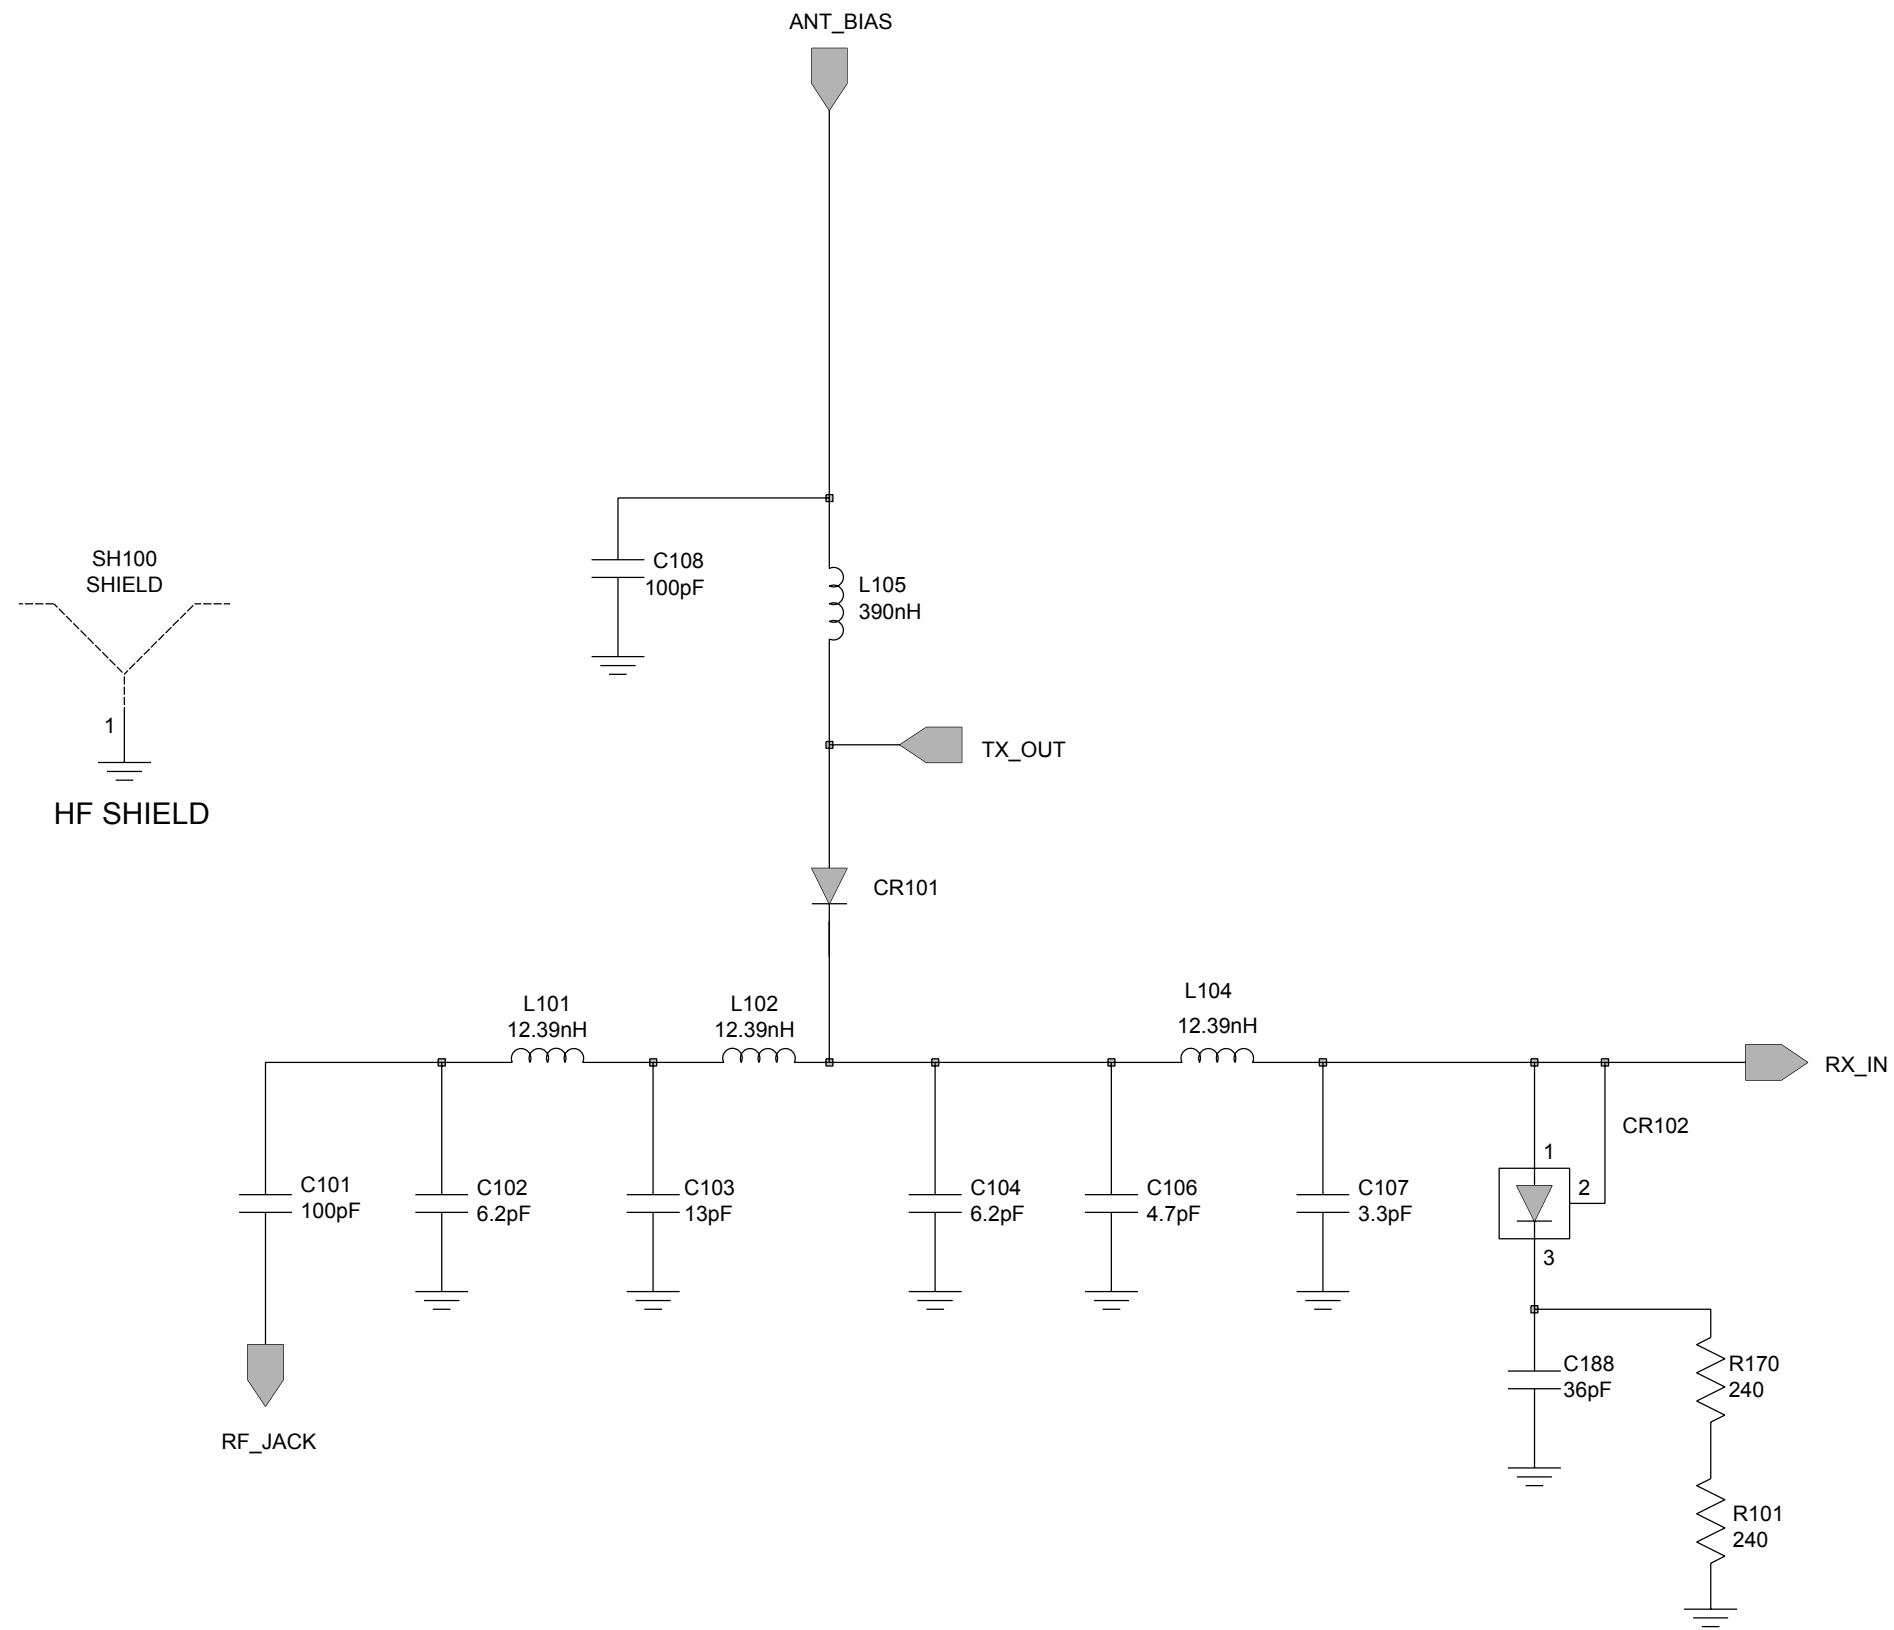 ANT_BIAS
SH100
SHIELD
1
HF SHIELD
C108
100pF
L105
390nH
TX_OUT
CR101
L101
12.39nH
L102
12.39nH
L104
12.39nH
RX_IN
CR102
1
2
3
C101
100pF
C102
6.2pF
C103
13pF
C104
6.2pF
C106
4.7pF
C107
3.3pF
C188
36pF
R170
240
RF_JACK
R101
240